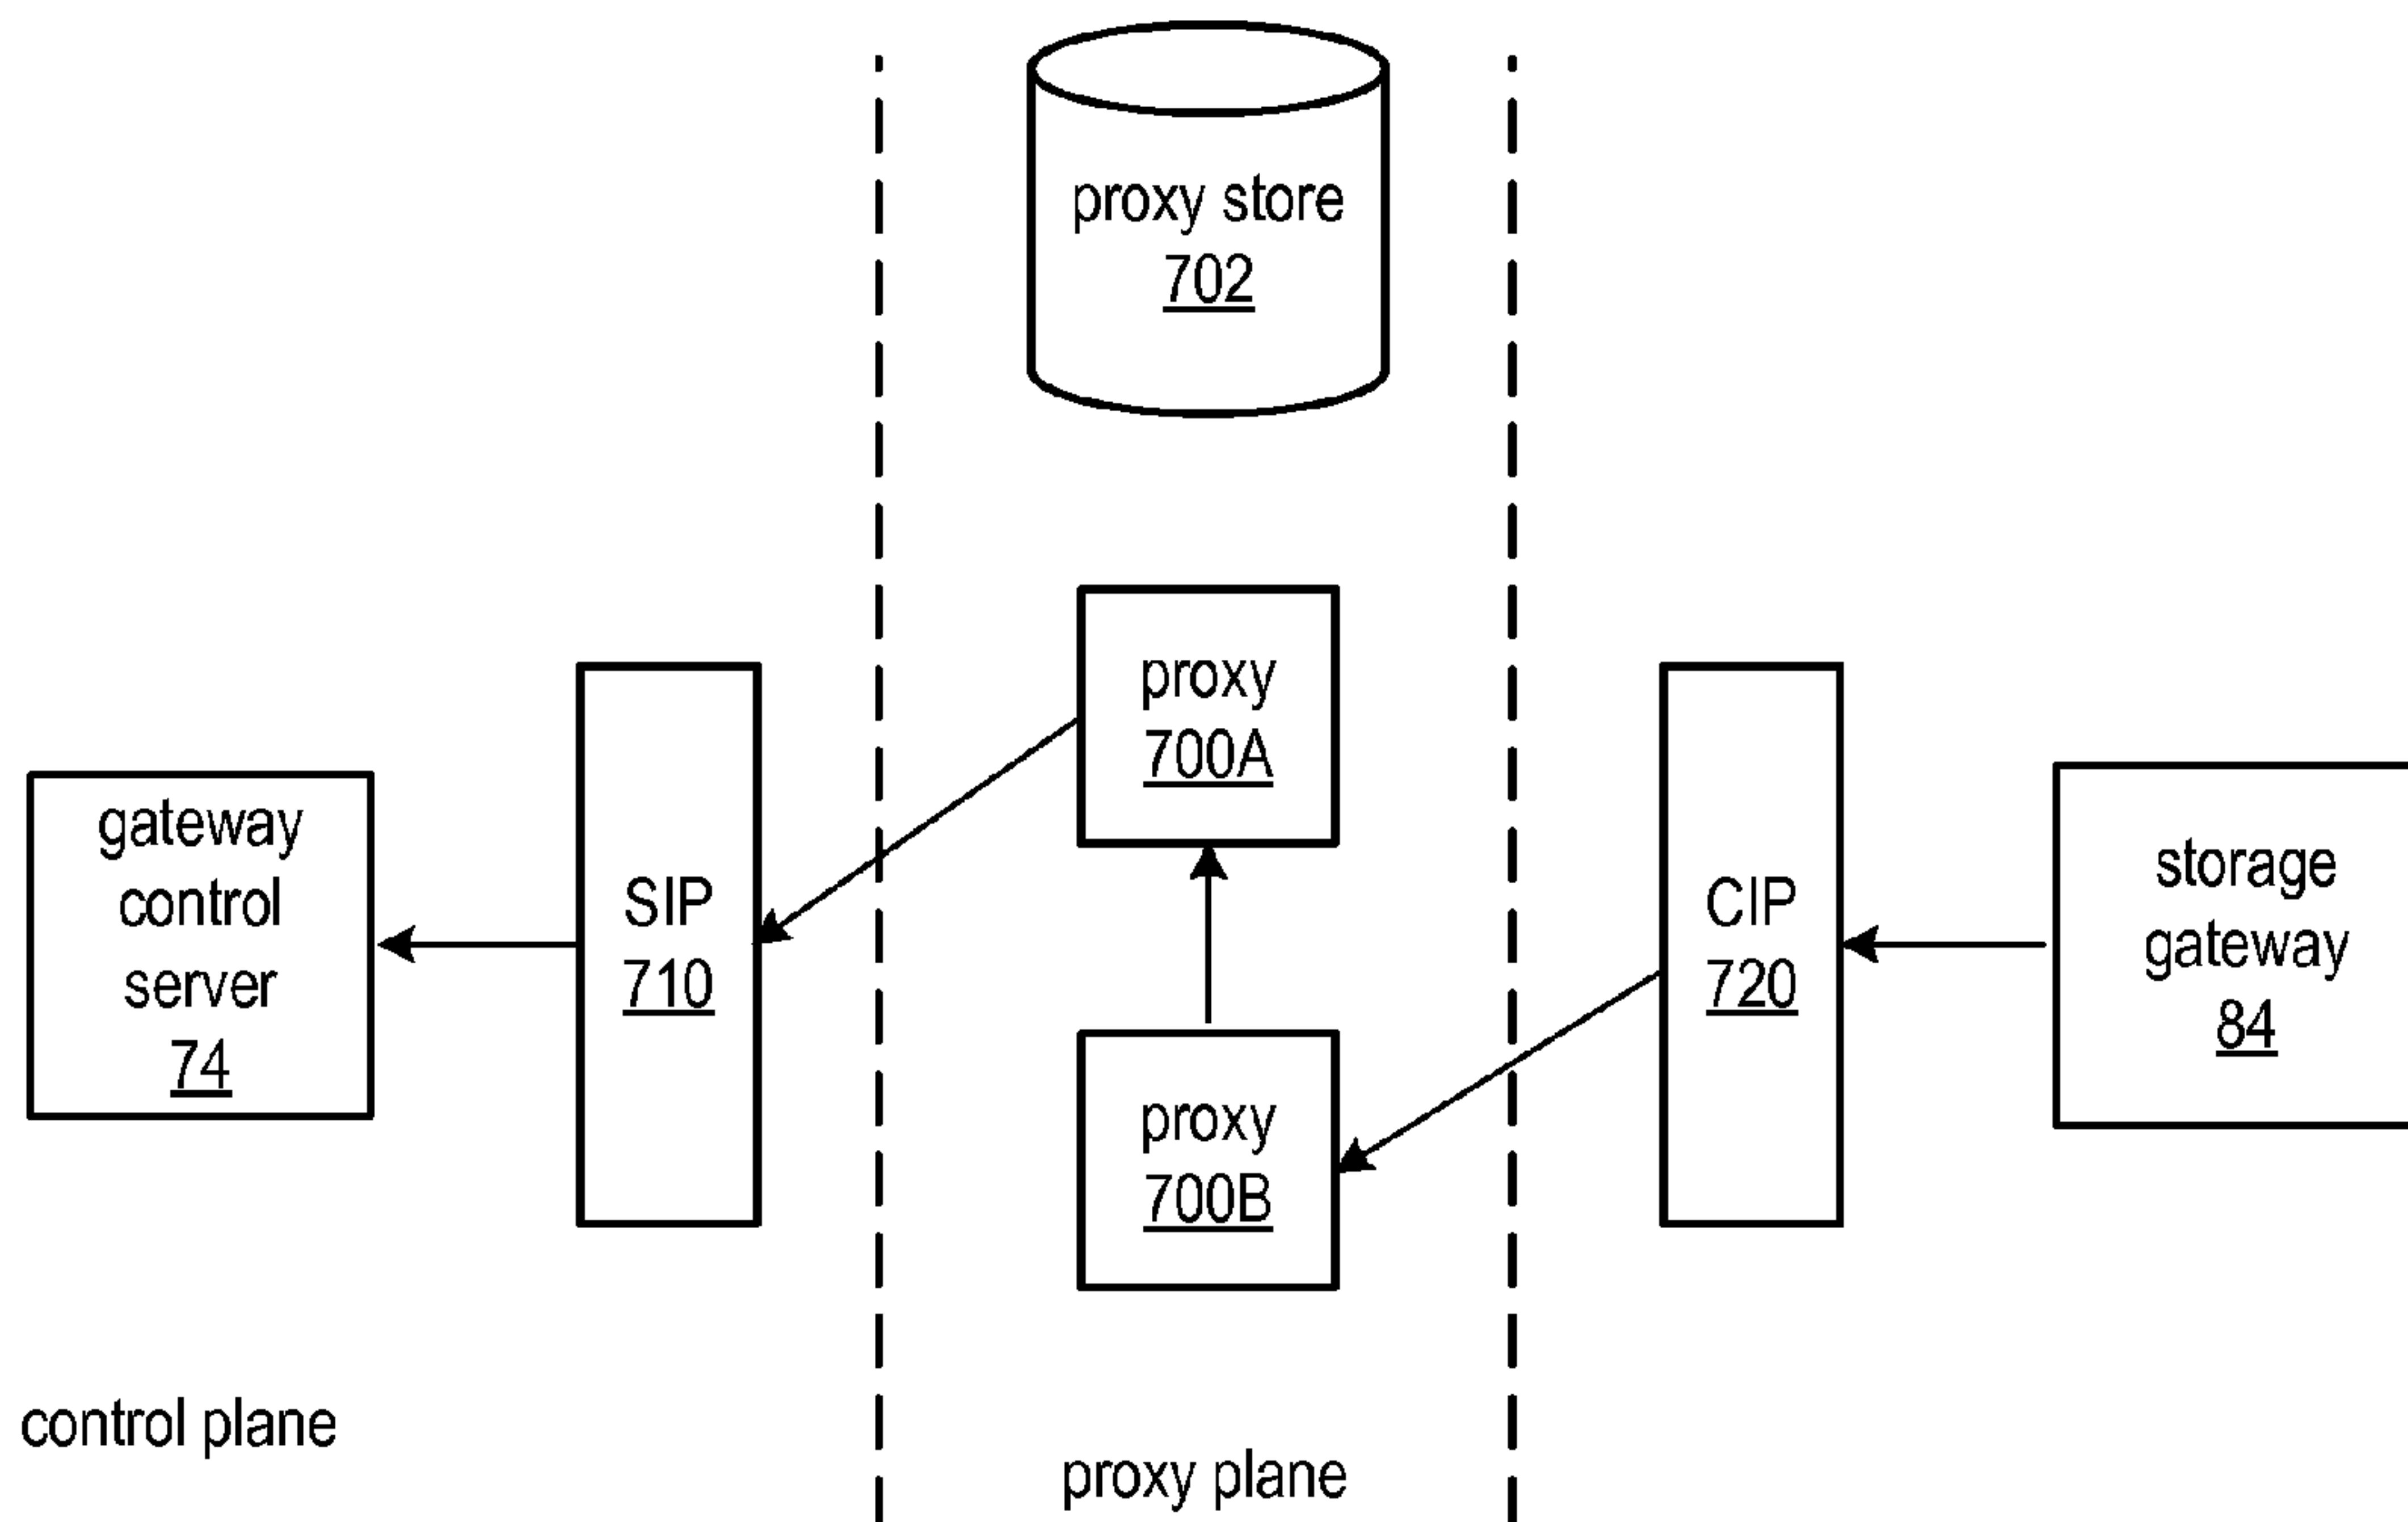 proxy store
702
proxy
700A
gateway
control
server
74
SIP
710
CIP
720
storage
gateway
84
proxy
700B
control plane
proxy plane